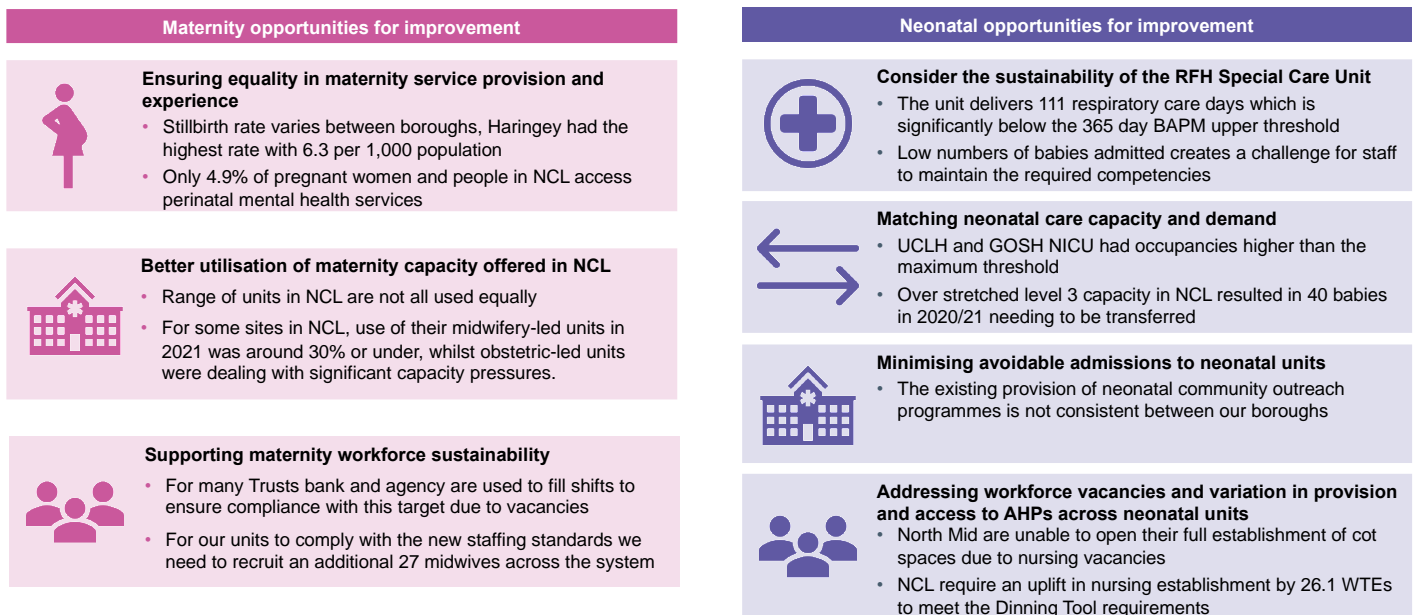 Maternity opportunities for improvement
Ensuring equality in maternity service provision and
experience
• Stillbirth rate varies between boroughs, Haringey had the
highest rate with 6.3 per 1,000 population
• Only 4.9% of pregnant women and people in NCL access
perinatal mental health services
Better utilisation of maternity capacity offered in NCL
• Range of units in NCL are not all used equally
• For some sites in NCL, use of their midwifery-led units in
2021 was around 30% or under, whilst obstetric-led units
were dealing with significant capacity pressures.
Supporting maternity workforce sustainability
• For many Trusts bank and agency are used to fill shifts to
ensure compliance with this target due to vacancies
• For our units to comply with the new staffing standards we
need to recruit an additional 27 midwives across the system
Neonatal opportunities for improvement
Consider the sustainability of the RFH Special Care Unit
• The unit delivers 111 respiratory care days which is
significantly below the 365 day BAPM upper threshold
• Low numbers of babies admitted creates a challenge for staff
to maintain the required competencies
Matching neonatal care capacity and demand
• UCLH and GOSH NICU had occupancies higher than the
maximum threshold
• Over stretched level 3 capacity in NCL resulted in 40 babies
in 2020/21 needing to be transferred
Minimising avoidable admissions to neonatal units
• The existing provision of neonatal community outreach
programmes is not consistent between our boroughs
Addressing workforce vacancies and variation in provision
and access to AHPs across neonatal units
• North Mid are unable to open their full establishment of cot
spaces due to nursing vacancies
• NCL require an uplift in nursing establishment by 26.1 WTEs
to meet the Dinning Tool requirements